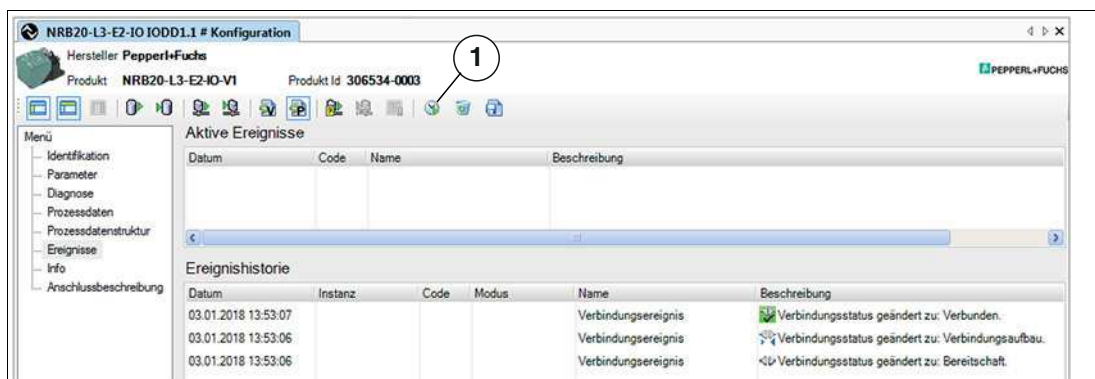 NRB20-L3-E2-IO IODD1.1 # Konfiguration
Hersteller Pepperl+Fuchs
Produkt NRB20-L3-E2-IO-V1 Produkt Id 306534-0003
1
PEPPERL+FUCHS
Menü
Identifikation
Parameter
Diagnose
Prozessdaten
Prozessdatenstruktur
Ereignisse
Info
Anschlussbeschreibung
Aktive Ereignisse
Datum Code Name Beschreibung
Ereignishistorie
Datum Instanz Code Modus Name Beschreibung
03.01.2018 13:53:07 Verbindungsereignis Verbindungsstatus geändert zu: Verbunden.
03.01.2018 13:53:06 Verbindungsereignis Verbindungsstatus geändert zu: Verbindungsaufbau.
03.01.2018 13:53:06 Verbindungsereignis Verbindungsstatus geändert zu: Bereitschaft.